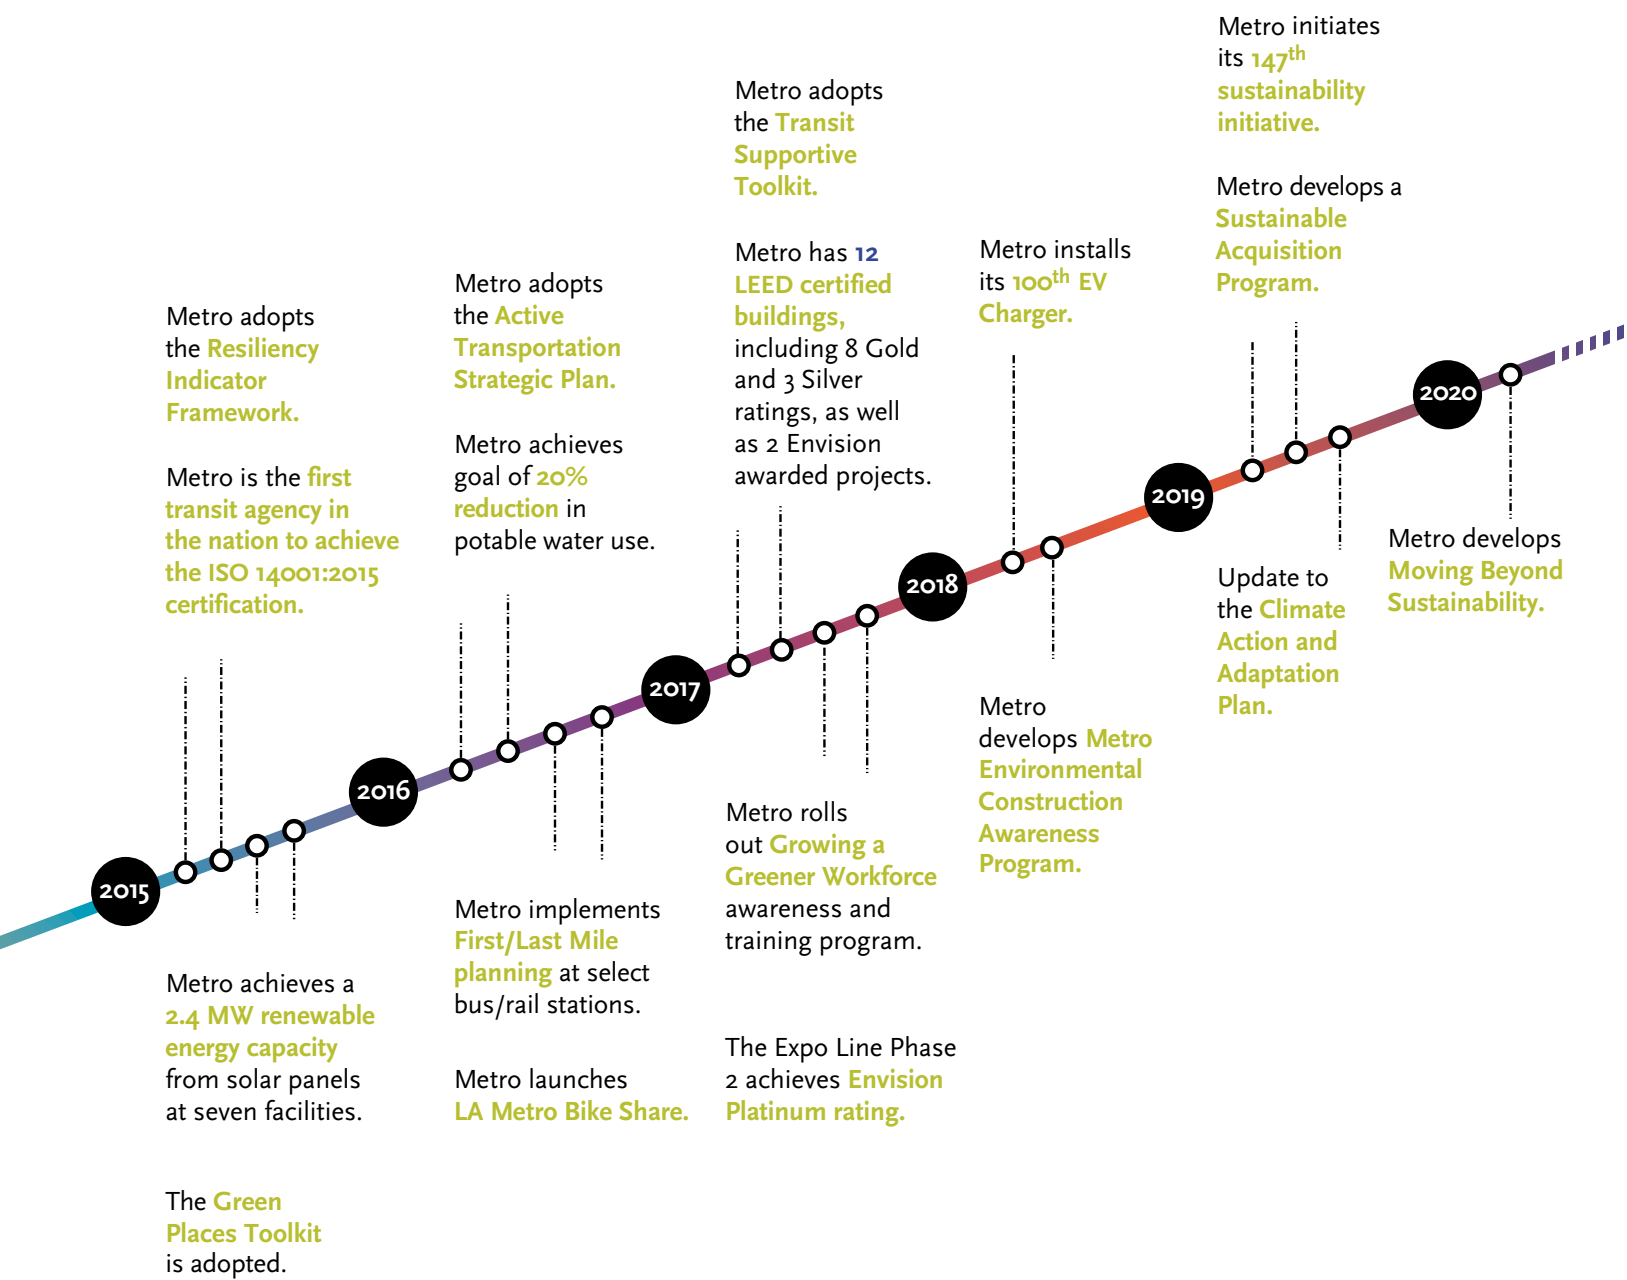 Metro adopts
the Resiliency
Indicator
Framework.
Metro is the first
transit agency in
the nation to achieve
the ISO 14001:2015
certification.
2015
Metro achieves a
2.4 MW renewable
energy capacity
from solar panels
at seven facilities.
The Green
Places Toolkit
is adopted.
Metro adopts
the Active
Transportation
Strategic Plan.
Metro achieves
goal of 20%
reduction in
potable water use.
2016
Metro implements
First/Last Mile
planning at select
bus/rail stations.
Metro launches
LA Metro Bike Share.
Metro adopts
the Transit
Supportive
Toolkit.
Metro has 12
LEED certified
buildings,
including 8 Gold
and 3 Silver
ratings, as well
as 2 Envision
awarded projects.
2017
Metro rolls
out Growing a
Greener Workforce
awareness and
training program.
The Expo Line Phase
2 achieves Envision
Platinum rating.
Metro installs
its 100th EV
Charger.
2018
Metro
develops Metro
Environmental
Construction
Awareness
Program.
Metro initiates
its 147th
sustainability
initiative.
Metro develops a
Sustainable
Acquisition
Program.
2019
Update to
the Climate
Action and
Adaptation
Plan.
2020
Metro develops
Moving Beyond
Sustainability.